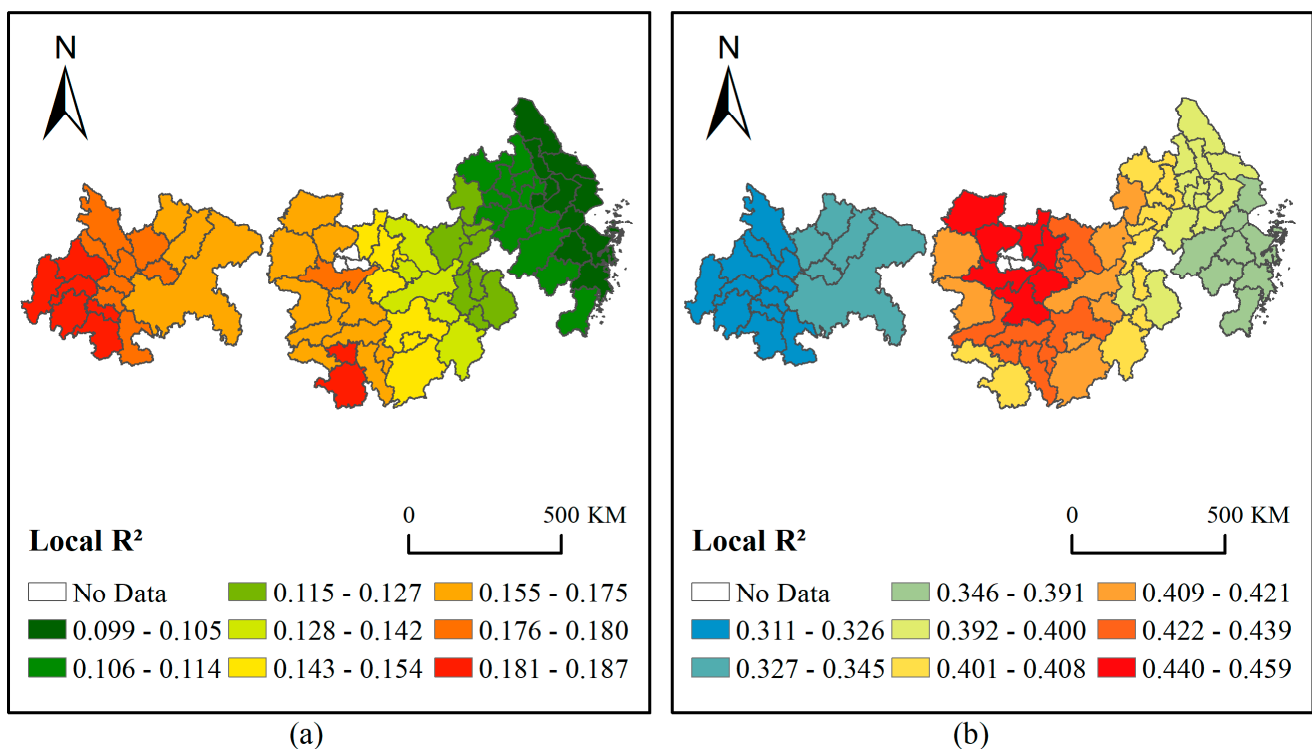 N
0 500 KM
Local R²
No Data 0.115 - 0.127 0.155 - 0.175
0.099 - 0.105 0.128 - 0.142 0.176 - 0.180
0.106 - 0.114 0.143 - 0.154 0.181 - 0.187
(a)
N
0 500 KM
Local R²
No Data 0.346 - 0.391 0.409 - 0.421
0.311 - 0.326 0.392 - 0.400 0.422 - 0.439
0.327 - 0.345 0.401 - 0.408 0.440 - 0.459
(b)